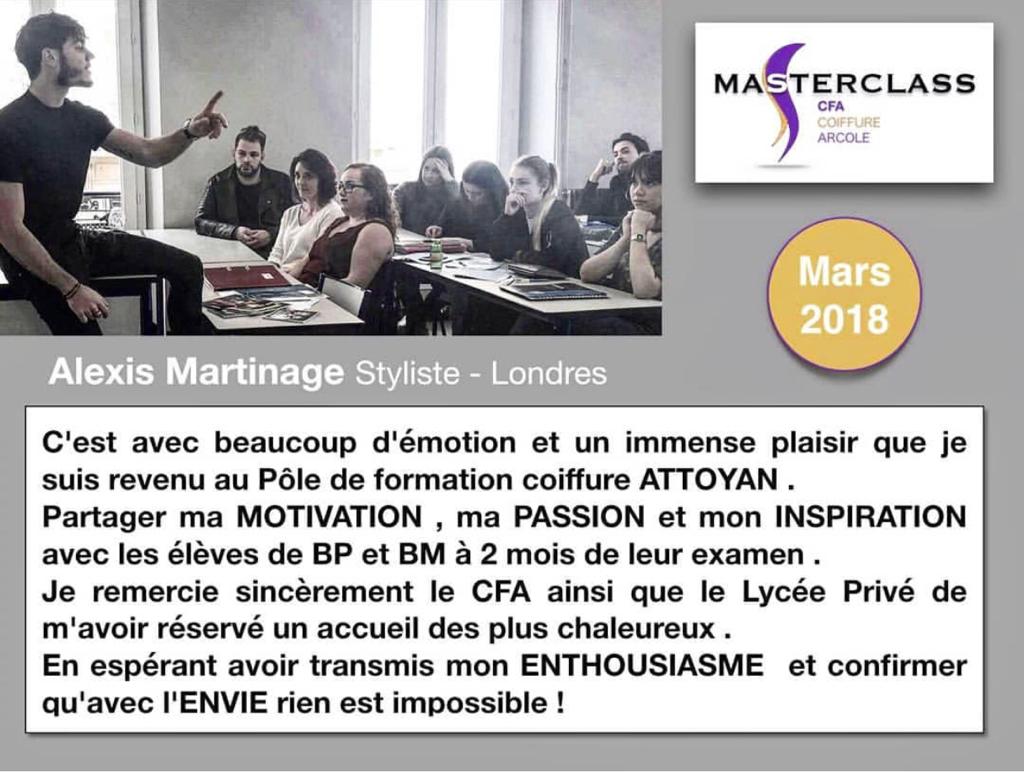 MASTERCLASS
CFA
COIFFURE
ARCOLE
Mars
2018
Alexis Martinage Styliste - Londres
C'est avec beaucoup d'émotion et un immense plaisir que je
suis revenu au Pôle de formation coiffure ATTOYAN .
Partager ma MOTIVATION , ma PASSION et mon INSPIRATION
avec les élèves de BP et BM à 2 mois de leur examen .
Je remercie sincèrement le CFA ainsi que le Lycée Privé de
m'avoir réservé un accueil des plus chaleureux .
En espérant avoir transmis mon ENTHOUSIASME et confirmer
qu'avec l'ENVIE rien est impossible !